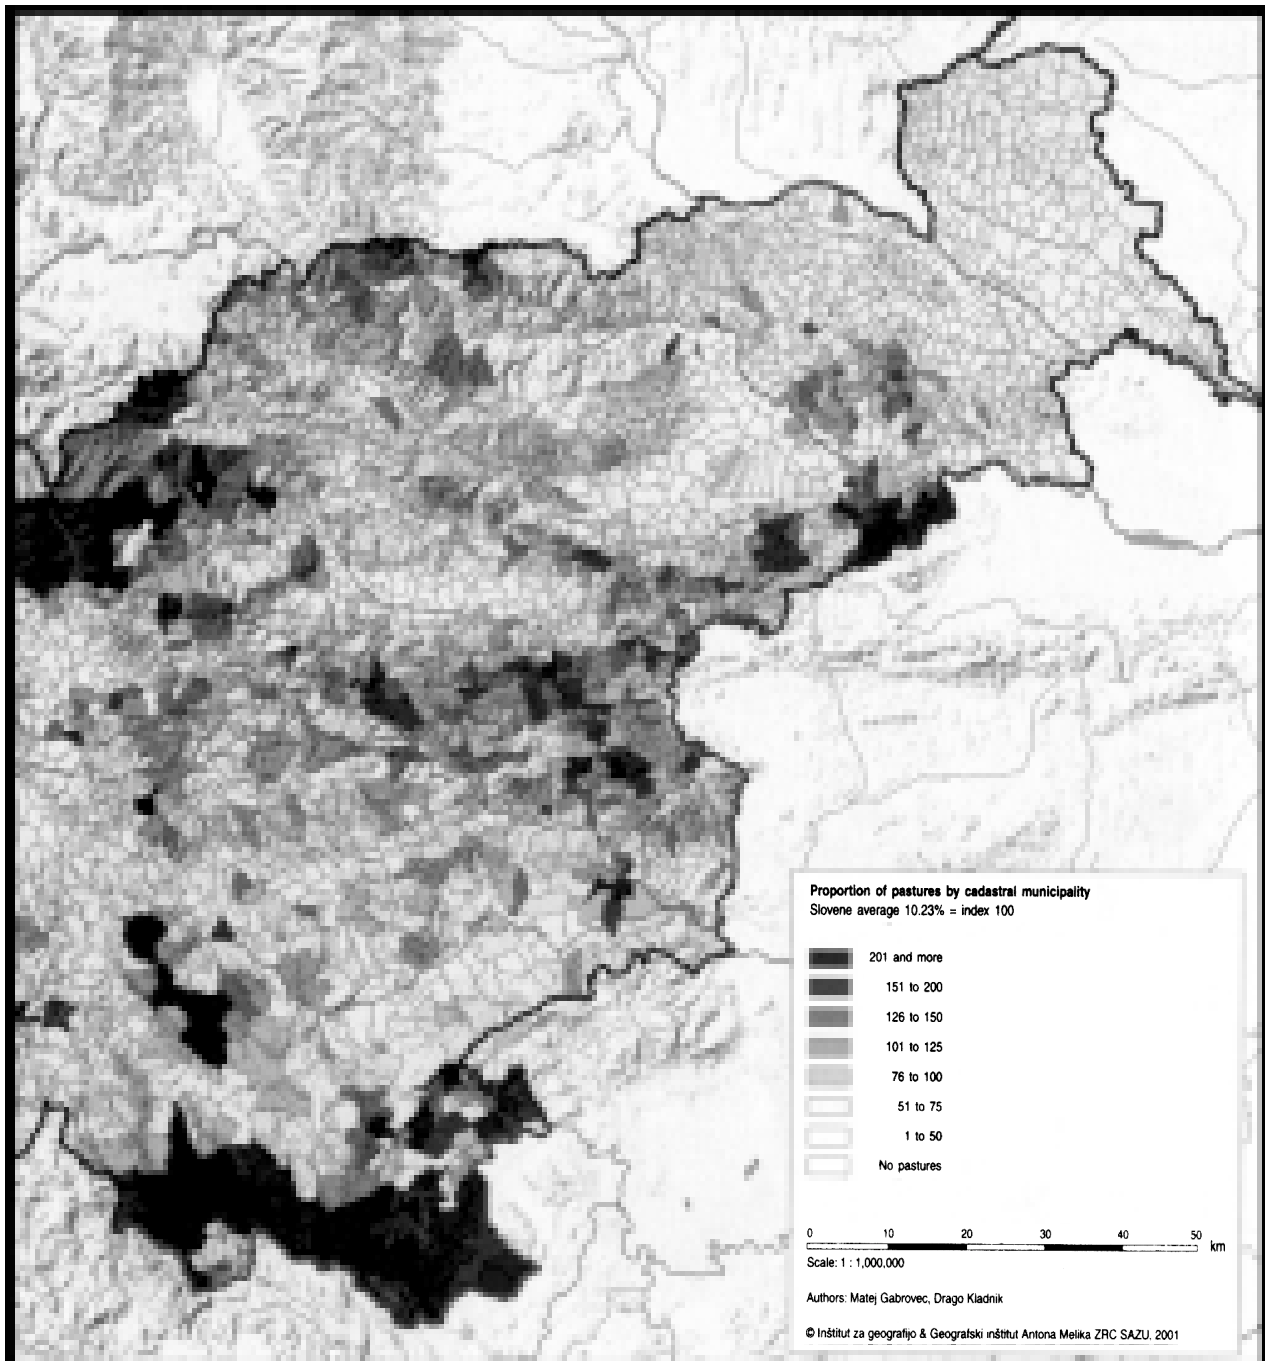 Proportion of pastures by cadastral municipality
Slovene average 10.23% = index 100
201 and more
151 to 200
126 to 150
101 to 125
76 to 100
51 to 75
1 to 50
No pastures
0 10 20 30 40 50 km
Scale: 1 : 1,000,000
Authors: Matej Gabrovec, Drago Kladnik
© Inštitut za geografijo & Geografski inštitut Antona Melika ZRC SAZU, 2001